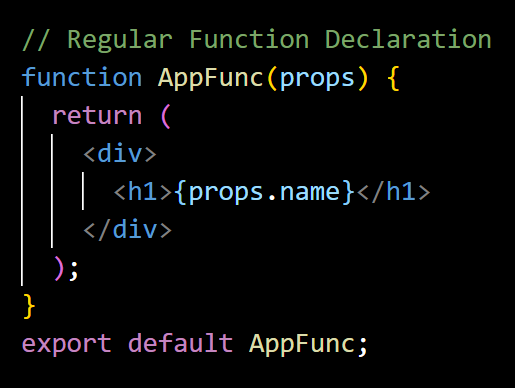 // Regular Function Declaration
function AppFunc(props) {
  return (
    <div>
      <h1>{props.name}</h1>
    </div>
  );
}
export default AppFunc;